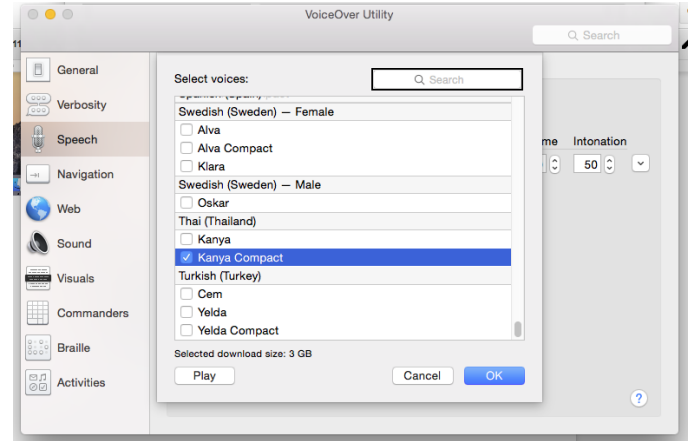 VoiceOver Utility
Search
11
General
Verbosity
Speech
Navigation
Web
Sound
Visuals
Commanders
Braille
Activities
Select voices:
Search
Swedish (Sweden) — Female
Alva
Alva Compact
Klara
Swedish (Sweden) — Male
Oskar
Thai (Thailand)
Kanya
Kanya Compact
Turkish (Turkey)
Cem
Yelda
Yelda Compact
Selected download size: 3 GB
Play
Cancel
OK
me Intonation
50
?